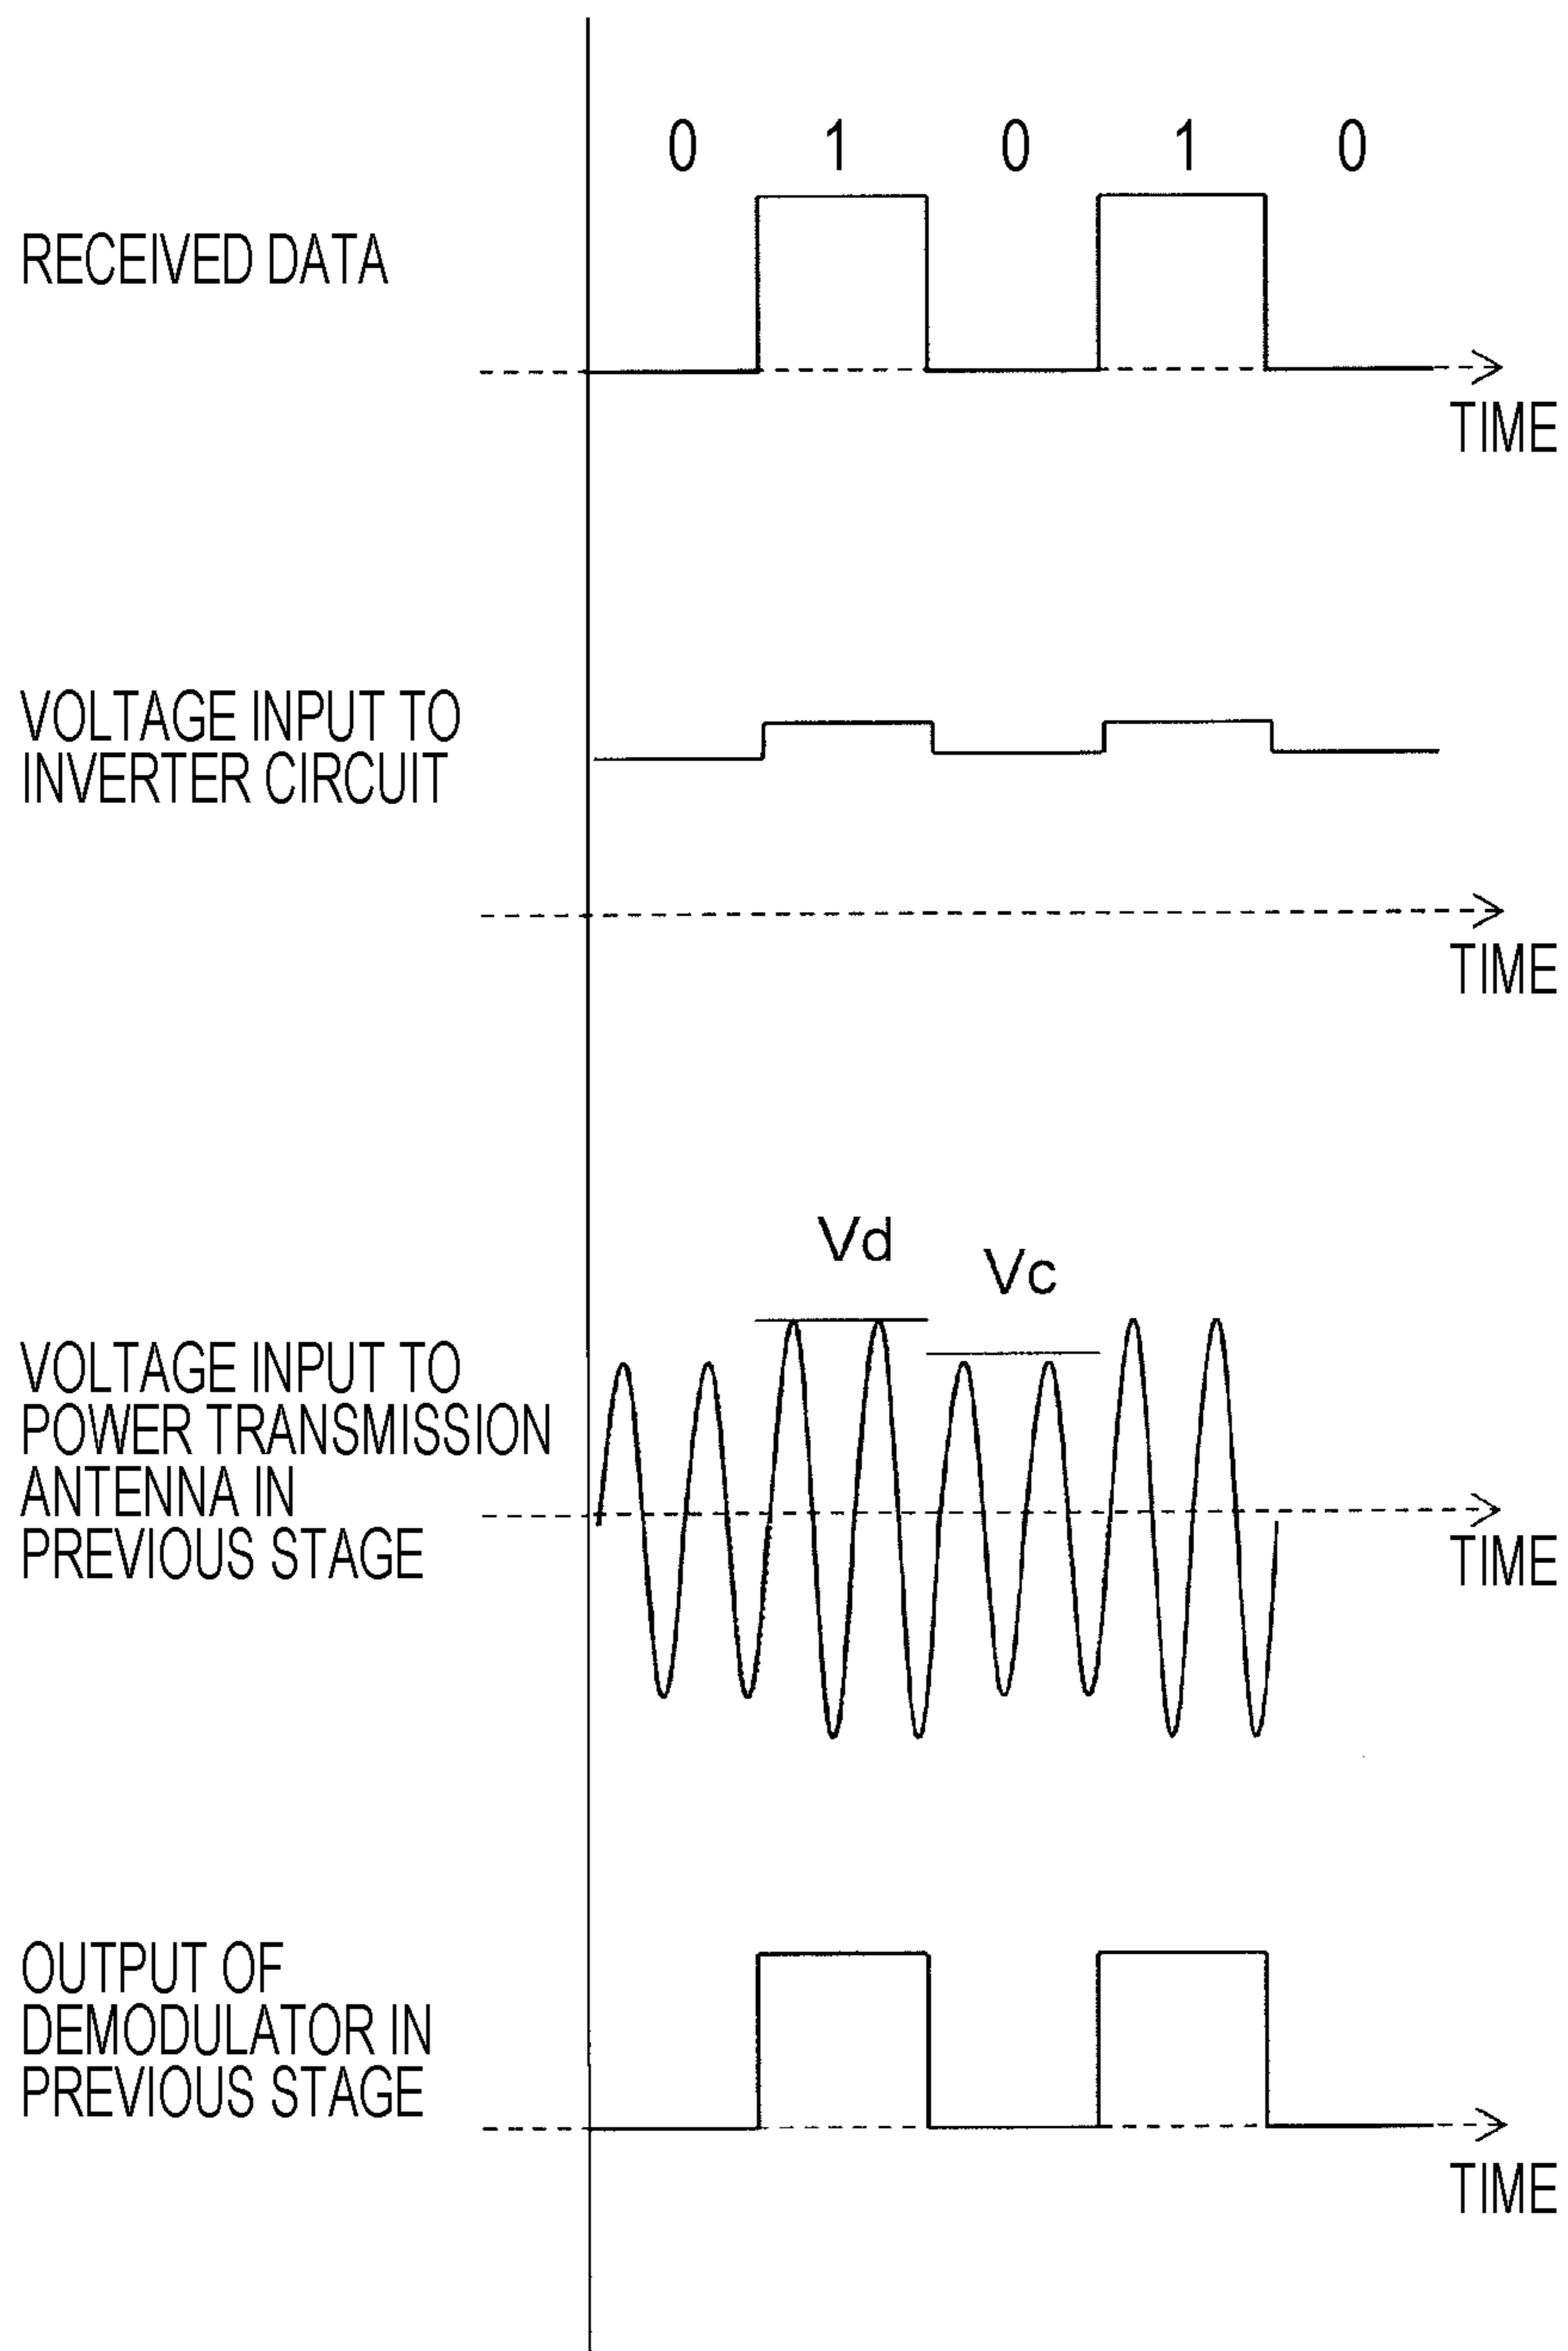 0 1 0 1 0
RECEIVED DATA
TIME
VOLTAGE INPUT TO
INVERTER CIRCUIT
TIME
Vd
Vc
VOLTAGE INPUT TO
POWER TRANSMISSION
ANTENNA IN
PREVIOUS STAGE
TIME
OUTPUT OF
DEMODULATOR IN
PREVIOUS STAGE
TIME